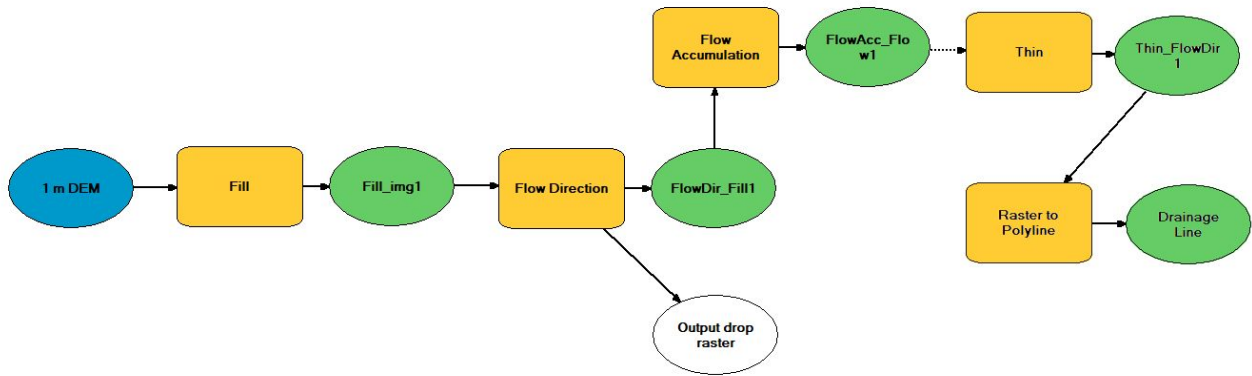 Flow
Accumulation
FlowAcc_Flo
w1
Thin
Thin_FlowDir
1
1 m DEM
Fill
Fill_img1
Flow Direction
FlowDir_Fill1
Raster to
Polyline
Drainage
Line
Output drop
raster